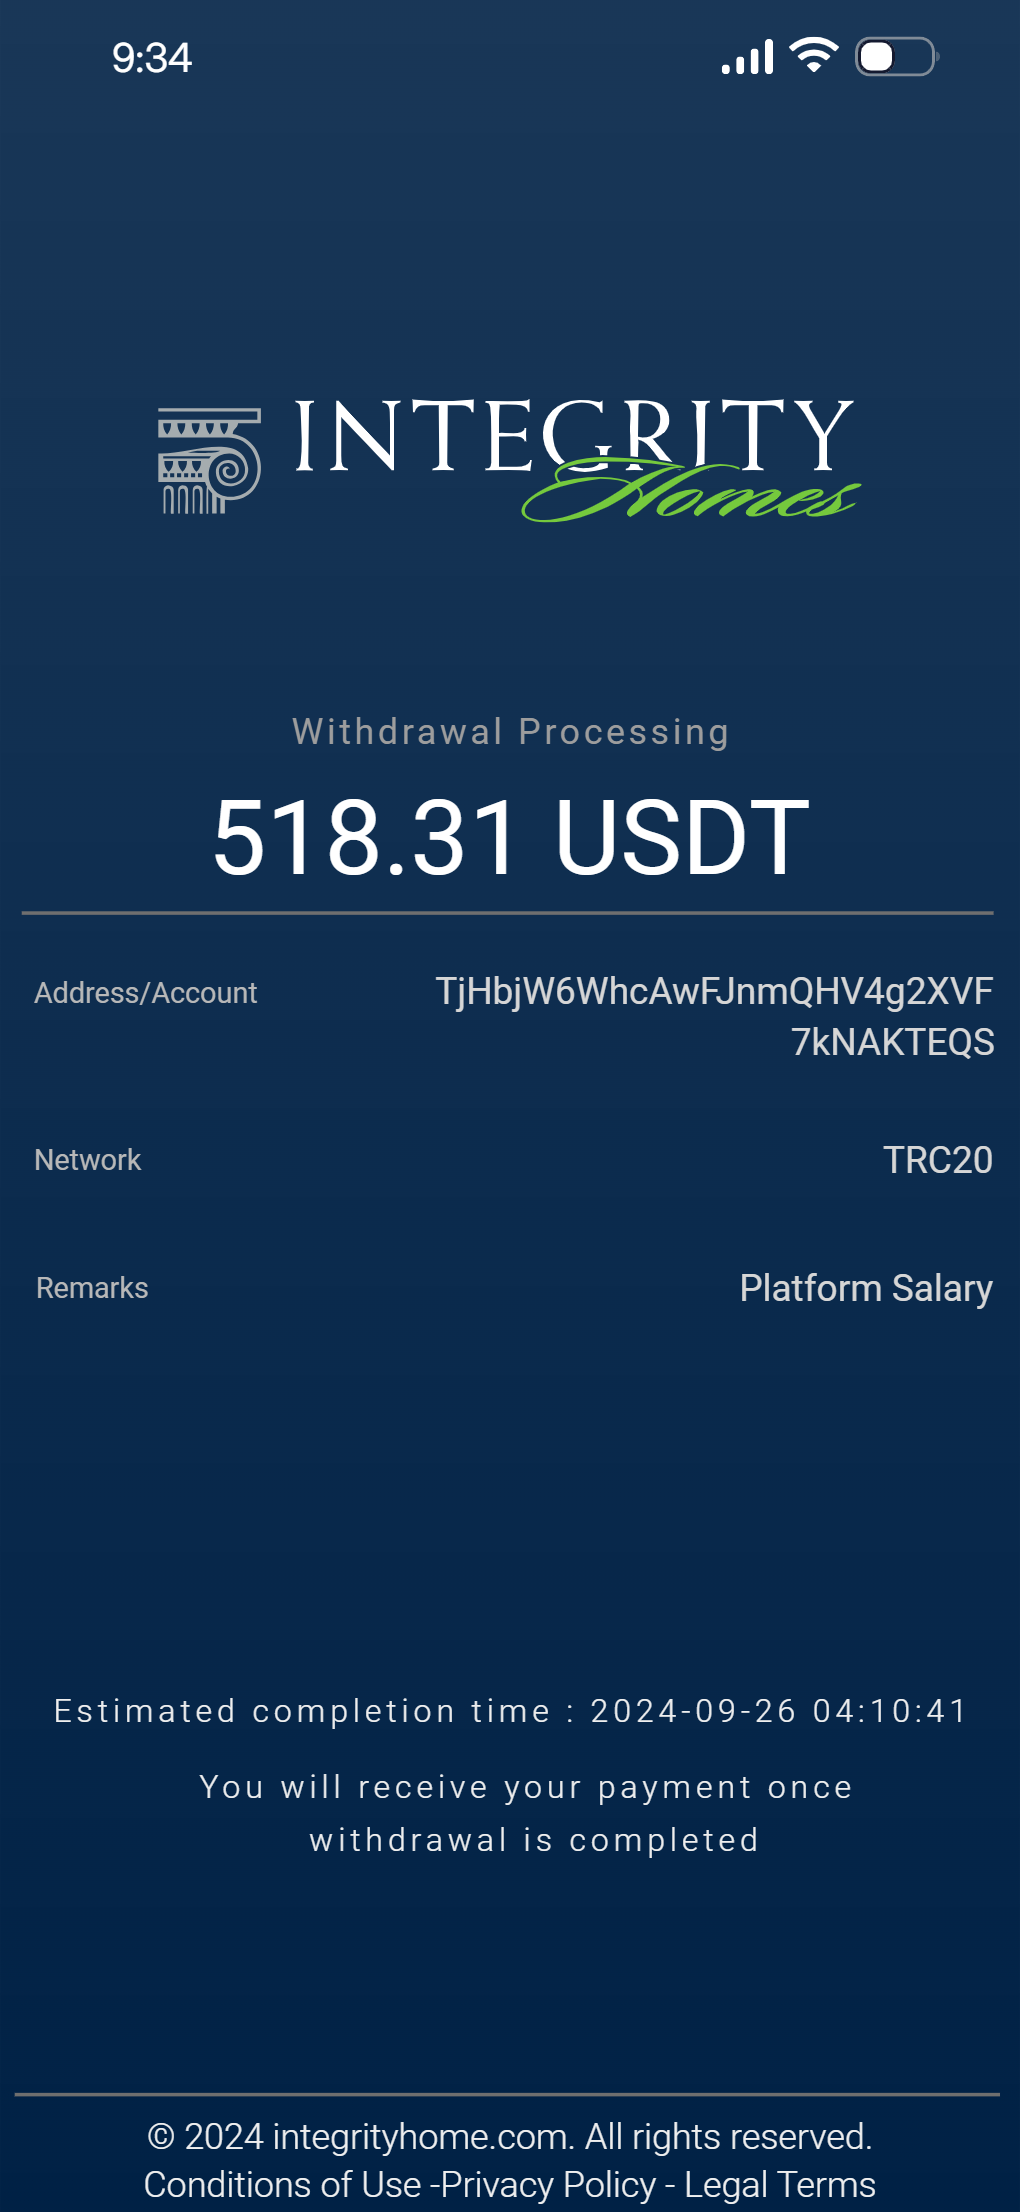 9:34
INTEGRITY
Homes
Withdrawal Processing
518.31 USDT
Address/Account
TjHbjW6WhcAwFJnmQHV4g2XVF
7kNAKTEQS
Network
TRC20
Remarks
Platform Salary
Estimated completion time : 2024-09-26 04:10:41
You will receive your payment once
withdrawal is completed
© 2024 integrityhome.com. All rights reserved.
Conditions of Use -Privacy Policy - Legal Terms